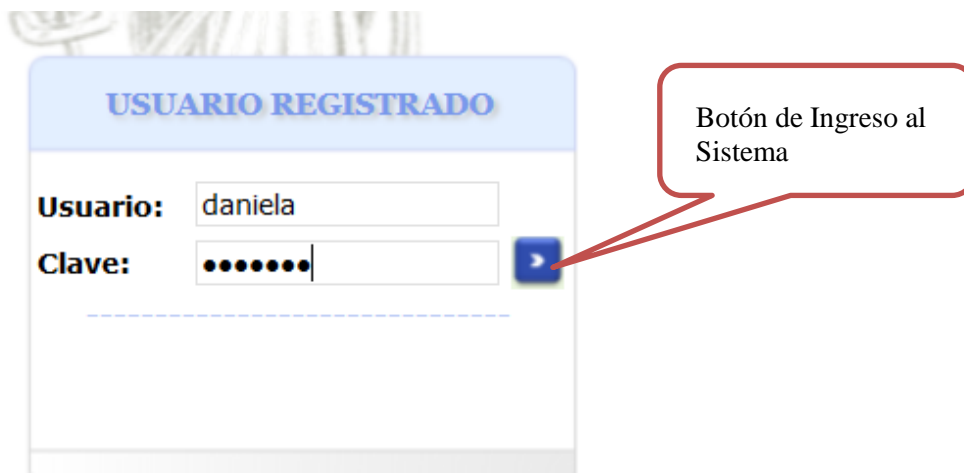 USUARIO REGISTRADO
Botón de Ingreso al
Sistema
Usuario: daniela
Clave: •••••••